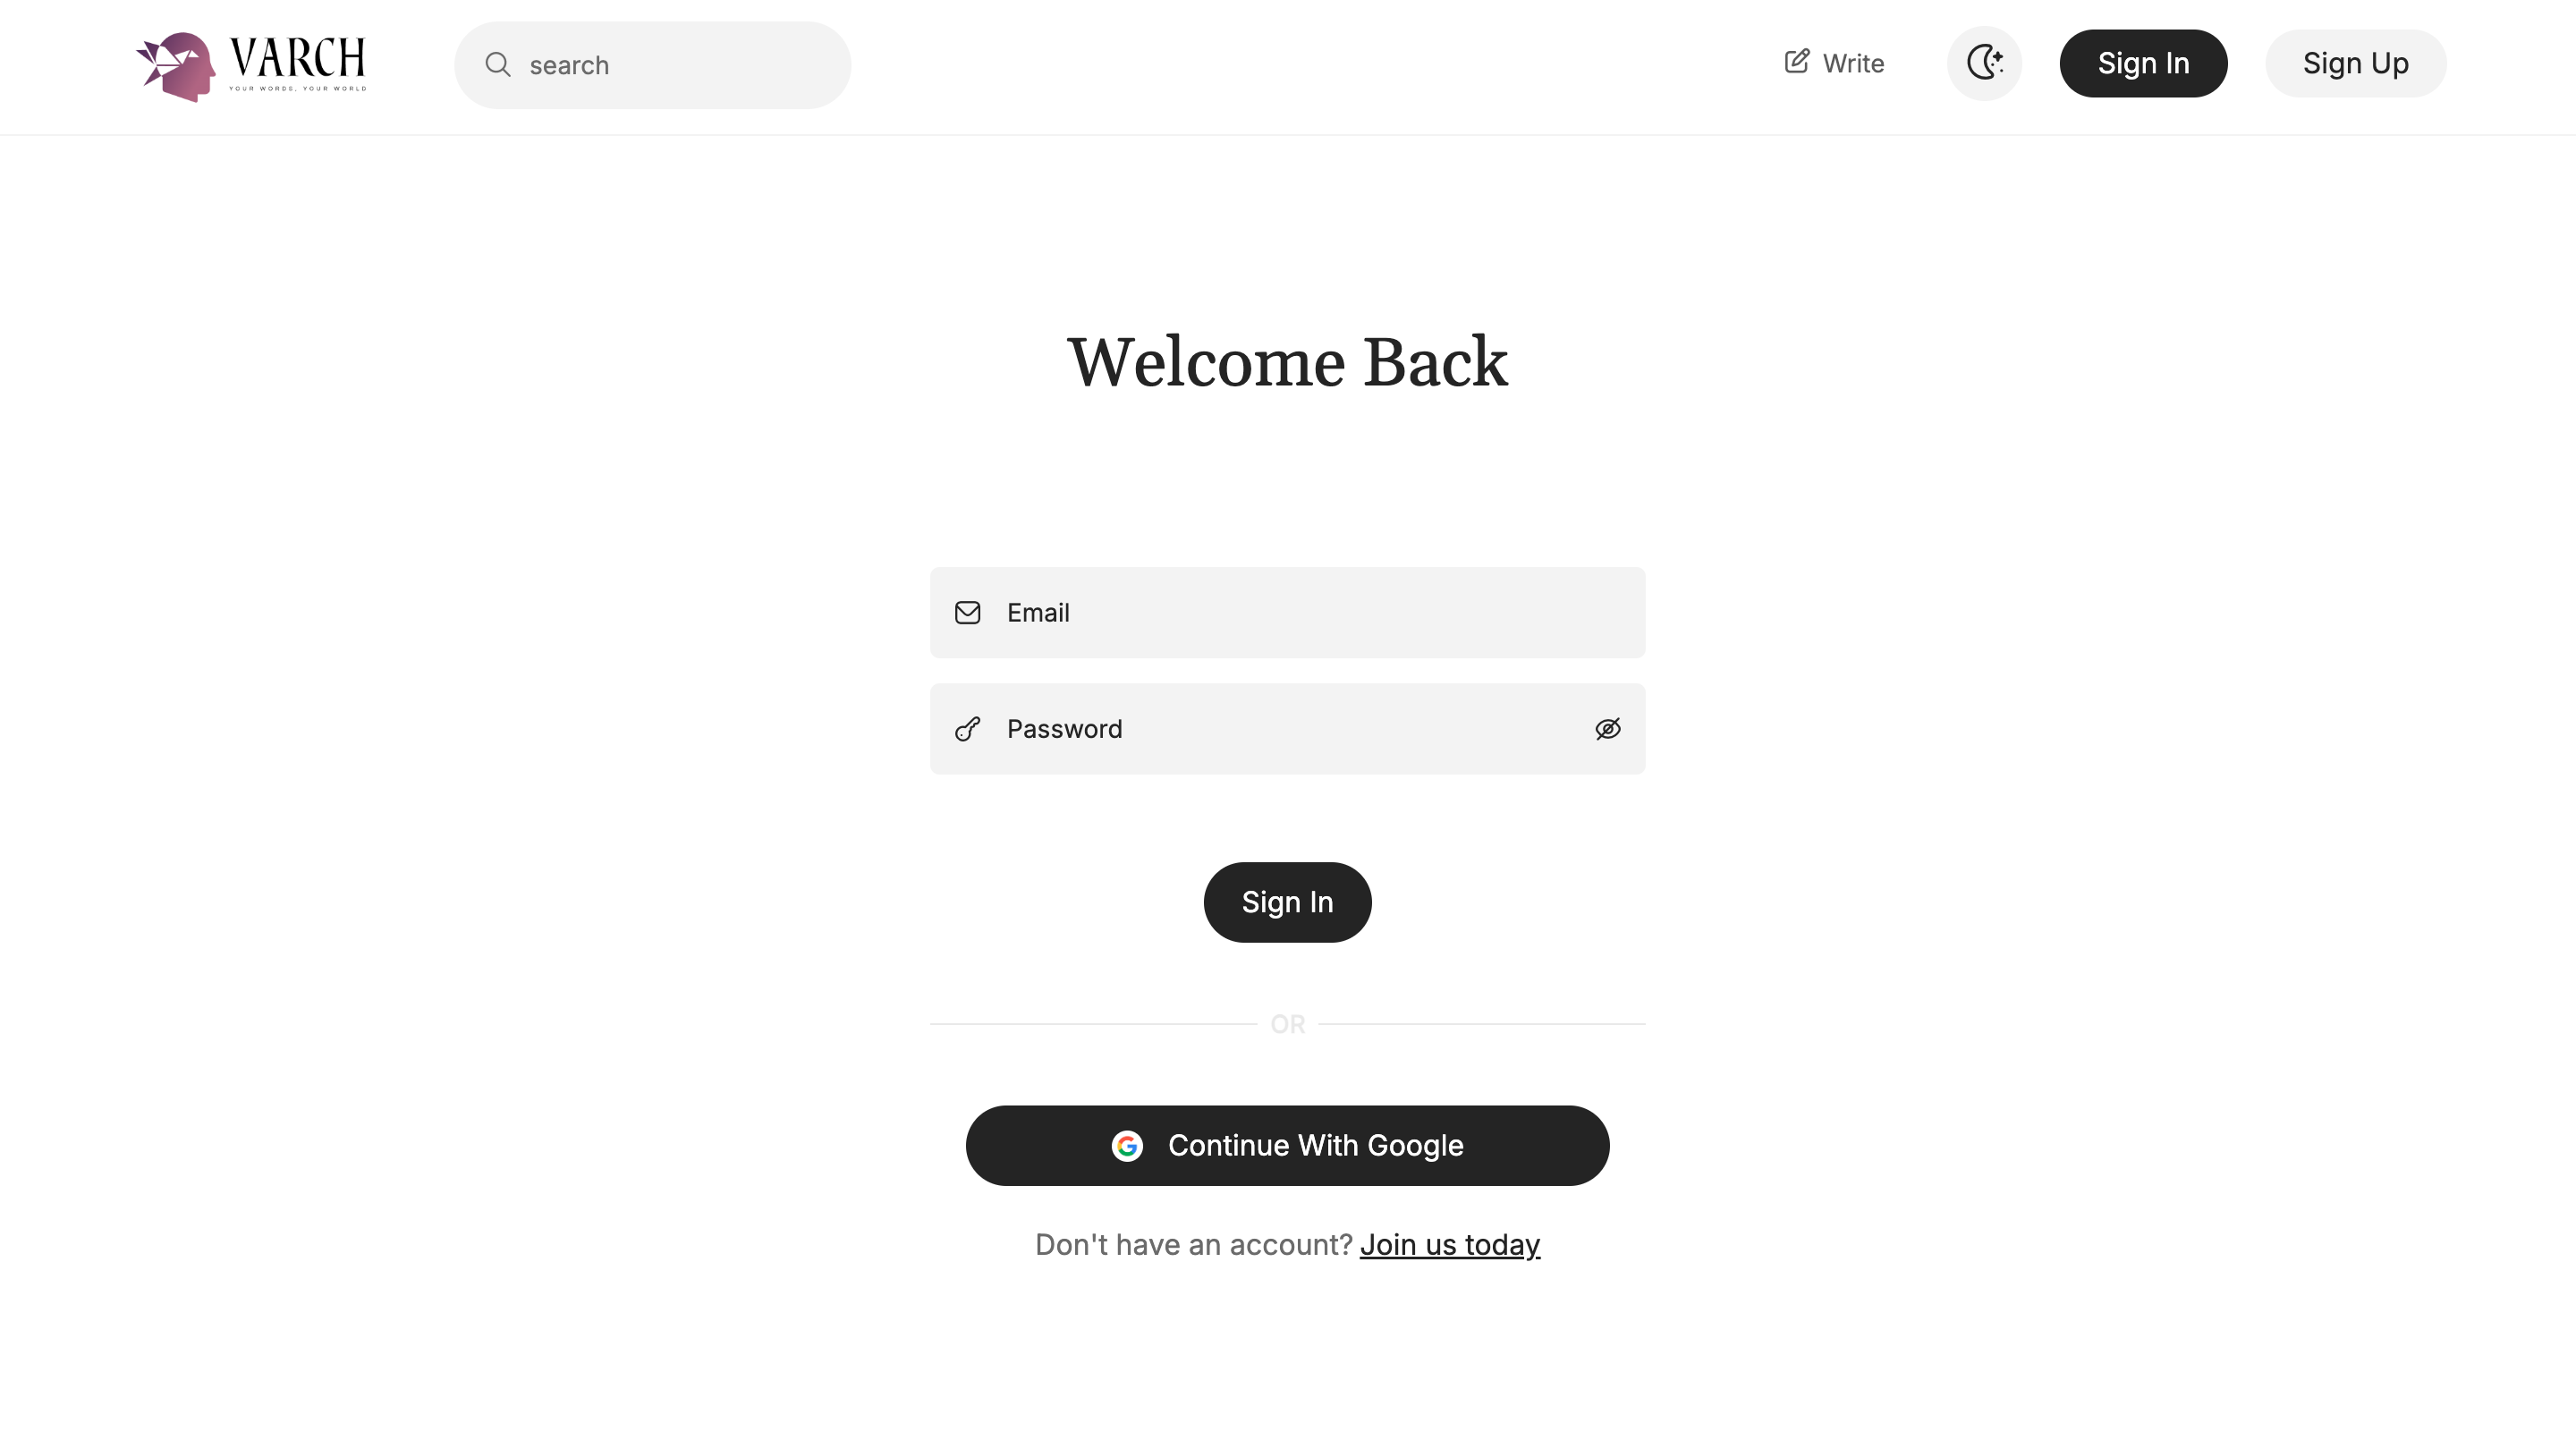 VARCH
YOUR WORDS, YOUR WORLD
search
Write
Sign In
Sign Up
Welcome Back
Email
Password
Sign In
OR
Continue With Google
Don't have an account? Join us today